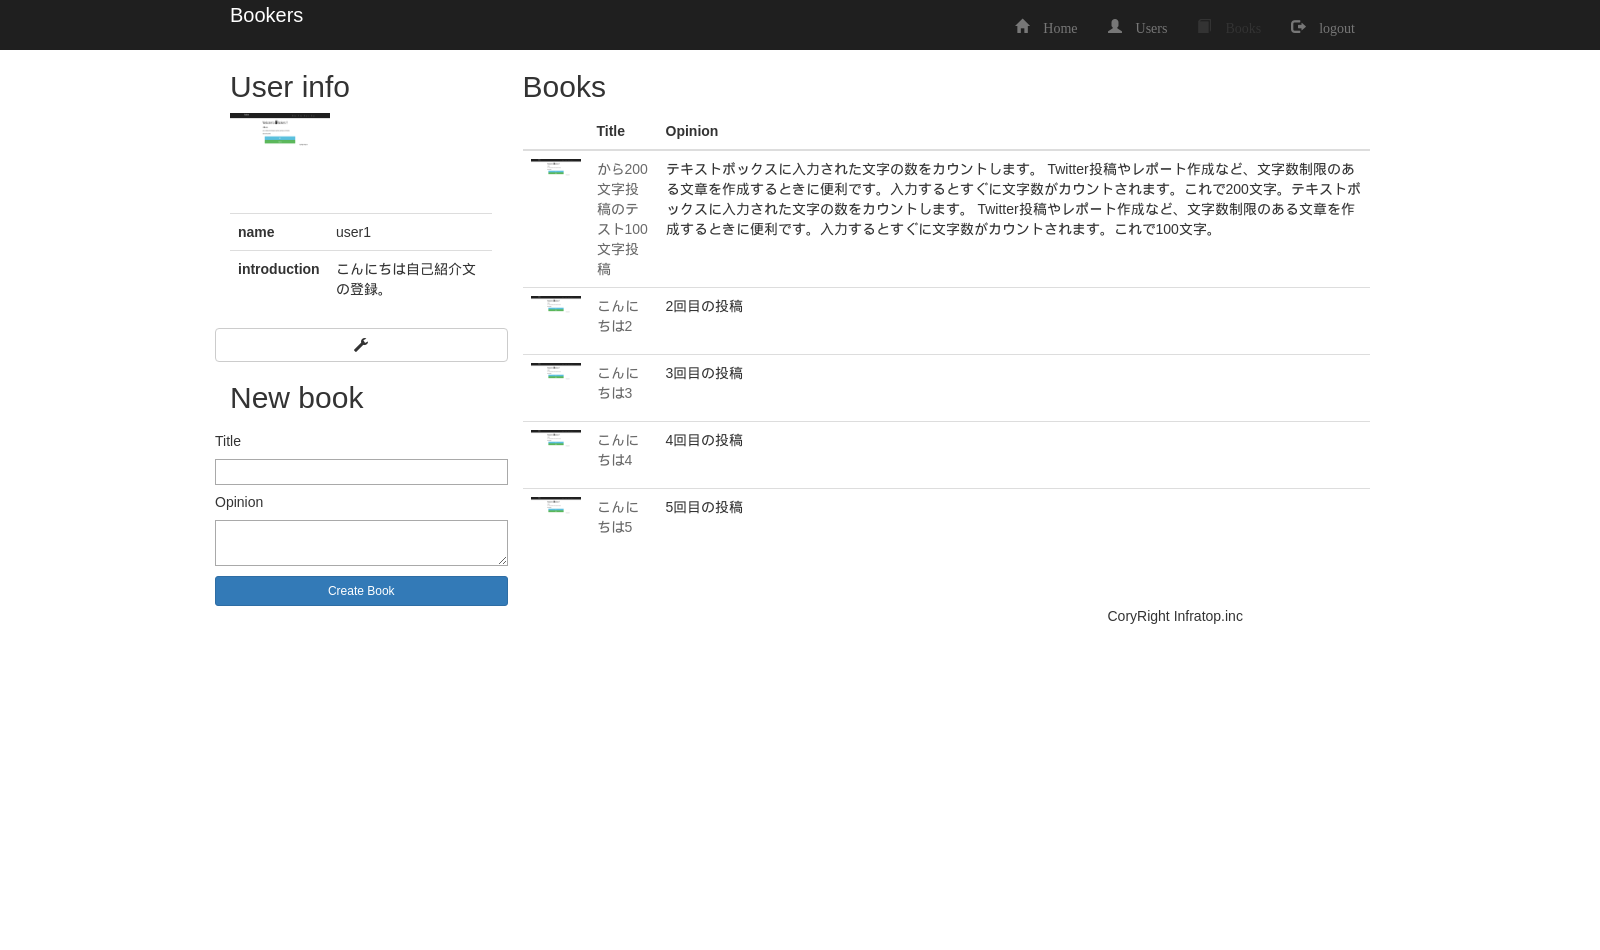 Bookers
Home Users Books logout
User info
name user1
introduction こんにちは自己紹介文
の登録。
New book
Title
Opinion
Create Book
Books
Title Opinion
から200
文字投
稿のテ
スト100
文字投
稿
テキストボックスに入力された文字の数をカウントします。 Twitter投稿やレポート作成など、文字数制限のあ
る文章を作成するときに便利です。入力するとすぐに文字数がカウントされます。これで200文字。テキストボ
ックスに入力された文字の数をカウントします。 Twitter投稿やレポート作成など、文字数制限のある文章を作
成するときに便利です。入力するとすぐに文字数がカウントされます。これで100文字。
こんに
ちは2
2回目の投稿
こんに
ちは3
3回目の投稿
こんに
ちは4
4回目の投稿
こんに
ちは5
5回目の投稿
CoryRight Infratop.inc